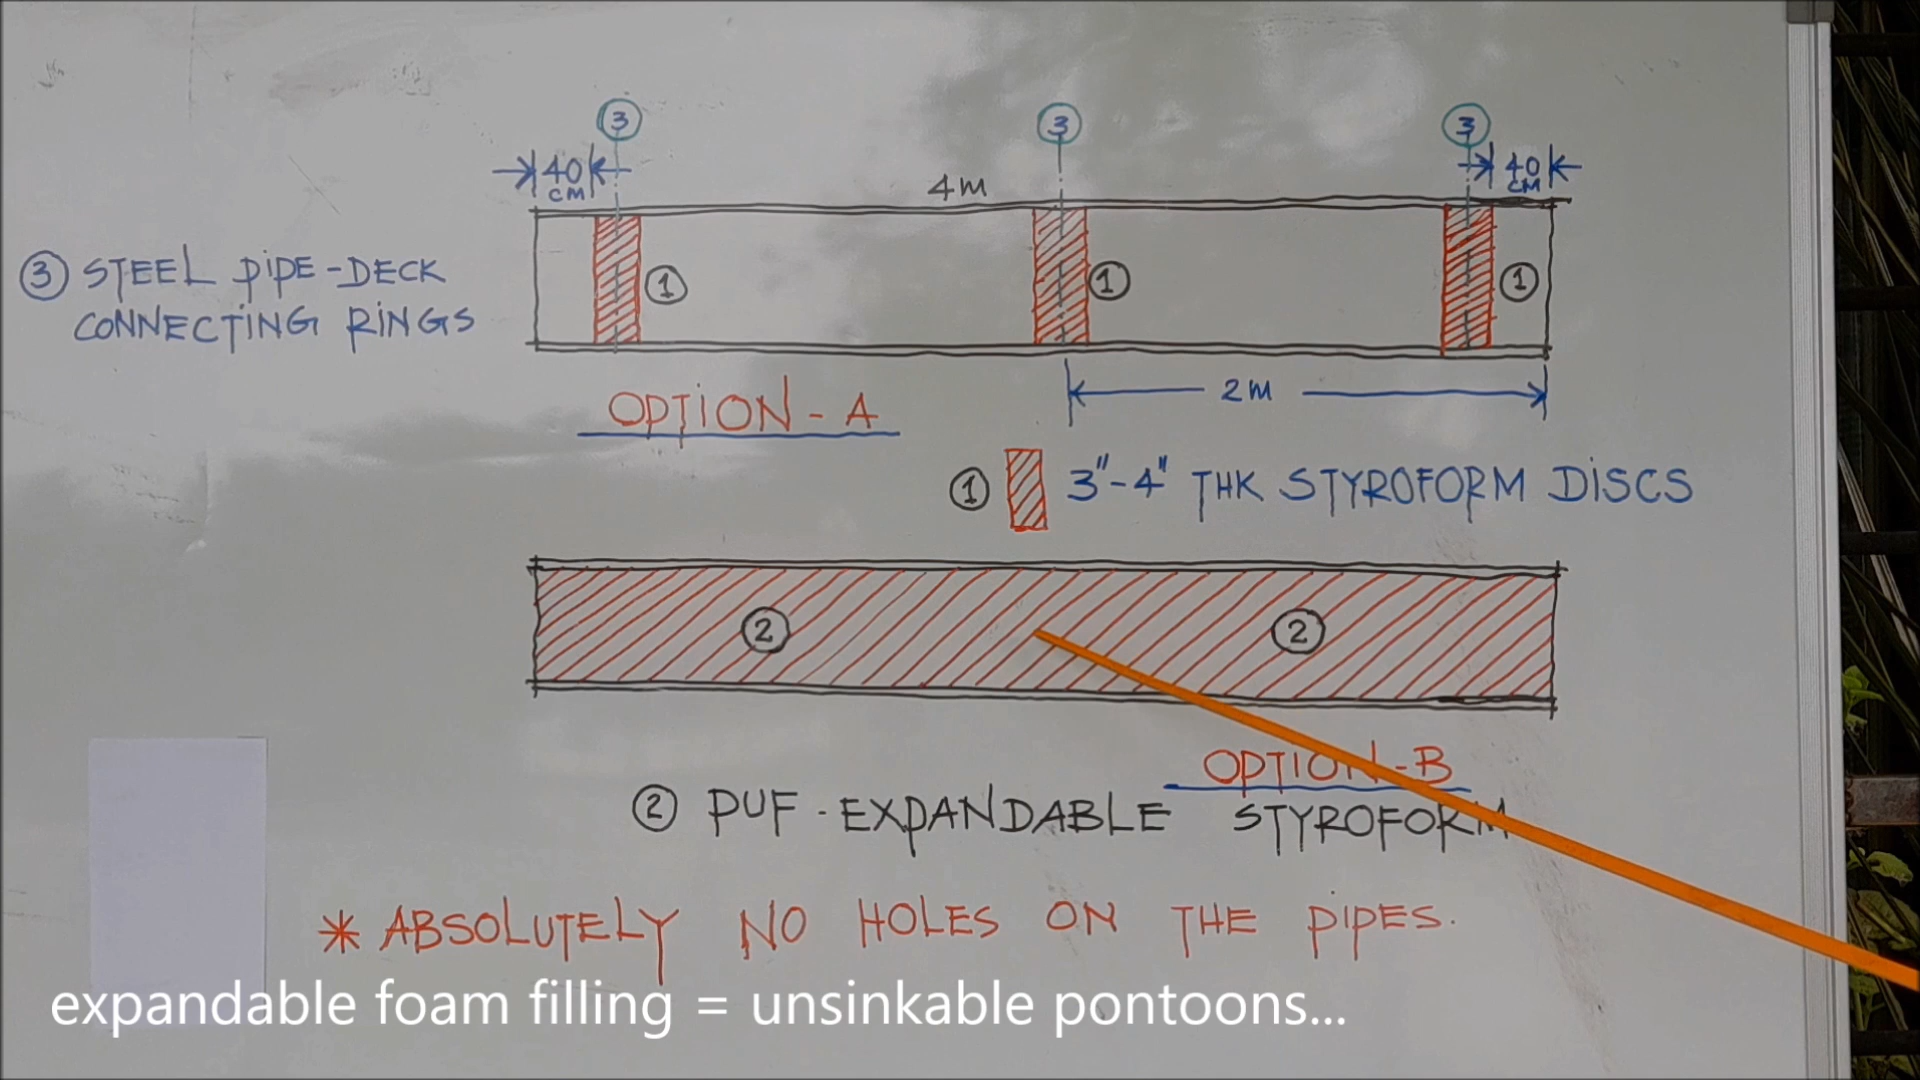 3 3 3
40 CM 4M 40 CM
3 STEEL PIPE-DECK
CONNECTING RINGS
1 1 1
2M
OPTION - A
1 3"-4" THK STYROFORM DISCS
2 2
OPTION-B
2 PUF - EXPANDABLE STYROFORM
* ABSOLUTELY NO HOLES ON THE PIPES.
expandable foam filling = unsinkable pontoons...